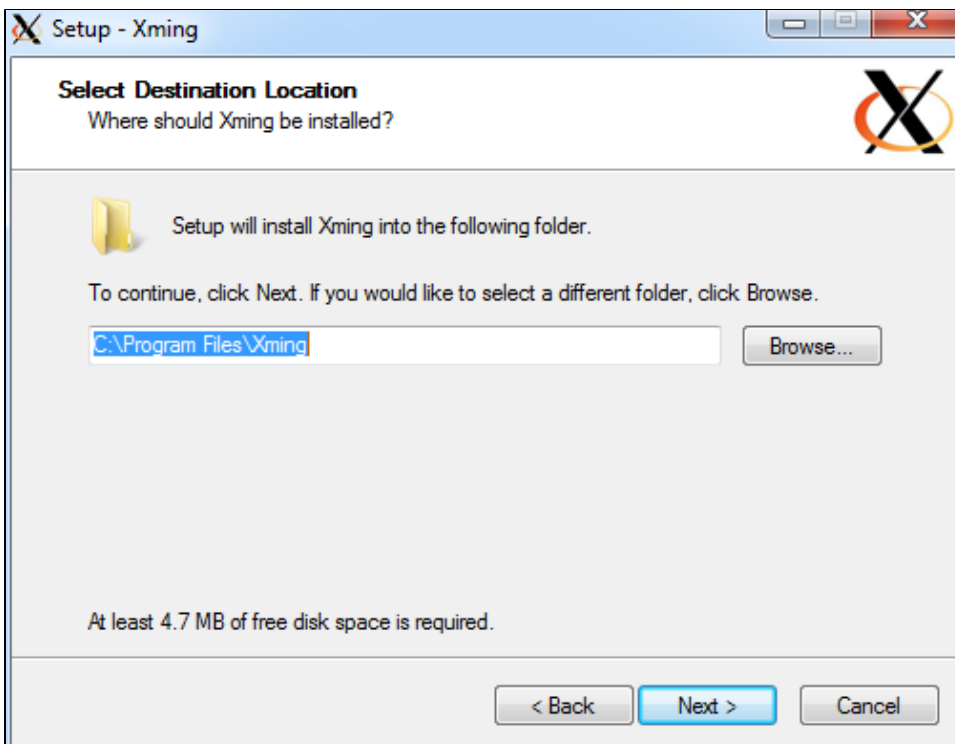 Setup - Xming
Select Destination Location
Where should Xming be installed?
Setup will install Xming into the following folder.
To continue, click Next. If you would like to select a different folder, click Browse.
C:\Program Files\Xming
Browse...
At least 4.7 MB of free disk space is required.
< Back
Next >
Cancel